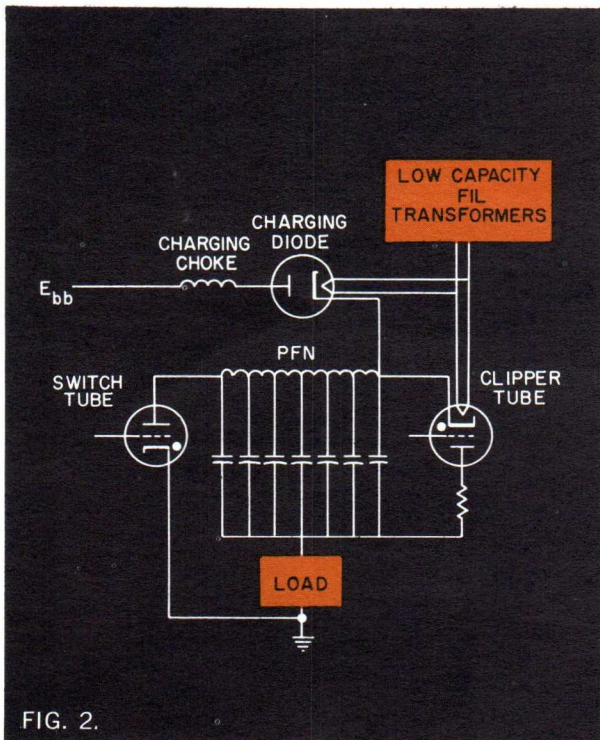 LOW CAPACITY
FIL
TRANSFORMERS
CHARGING
DIODE
CHARGING
CHOKE
Ebb
PFN
SWITCH
TUBE
CLIPPER
TUBE
LOAD
FIG. 2.